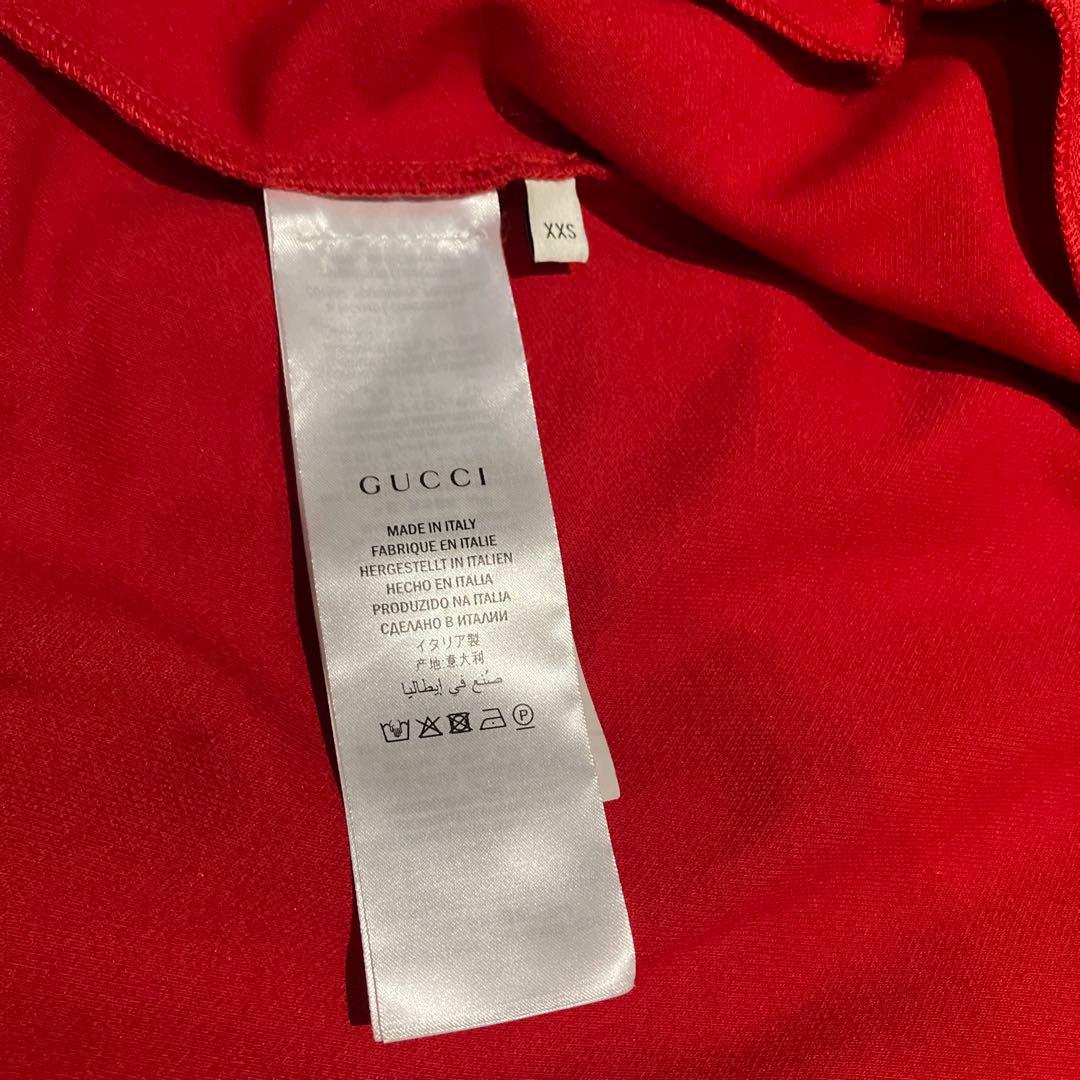 XXS
GUCCI
MADE IN ITALY
FABRIQUE EN ITALIE
HERGESTELLT IN ITALIEN
HECHO EN ITALIA
PRODUZIDO NA ITALIA
СДЕЛАНО В ИТАЛИИ
イタリア製
产地:意大利
صُنع في إيطاليا
P